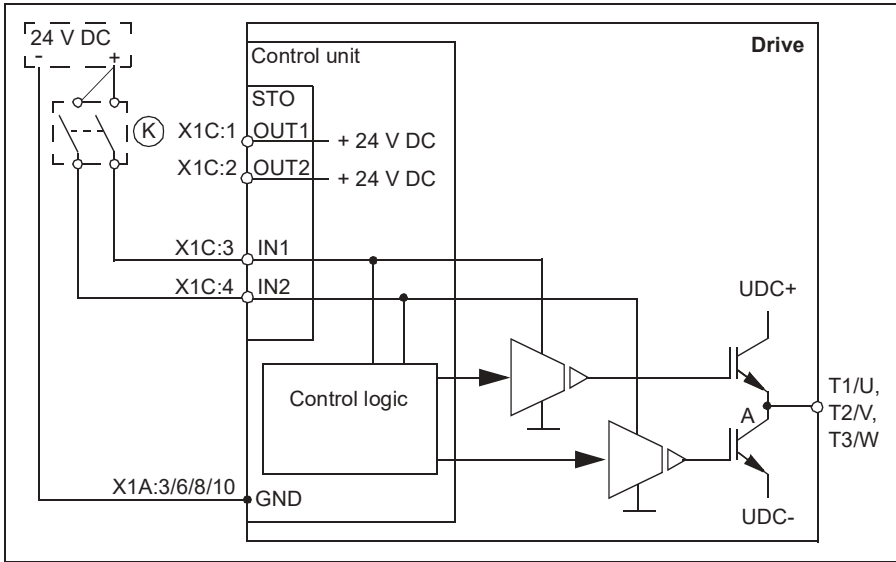 24 V DC
- +
Drive
Control unit
STO
K
X1C:1 OUT1 + 24 V DC
X1C:2 OUT2 + 24 V DC
X1C:3 IN1
X1C:4 IN2
UDC+
Control logic
A
T1/U,
T2/V,
T3/W
X1A:3/6/8/10 GND
UDC-